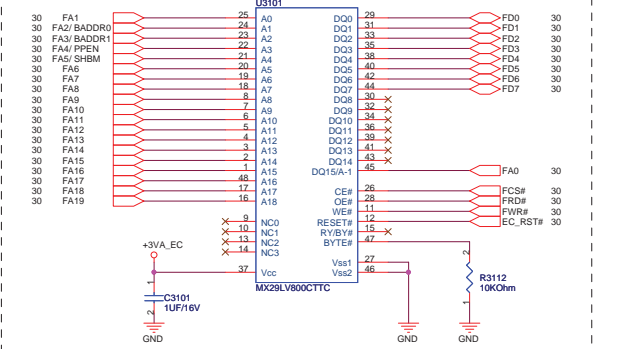 U3101
30 FA1 25 A0 DQ0 29 FD0 30
30 FA2/ BADDR0 24 A1 DQ1 31 FD1 30
30 FA3/ BADDR1 23 A2 DQ2 33 FD2 30
30 FA4/ PPEN 22 A3 DQ3 35 FD3 30
30 FA5/ SHBM 21 A4 DQ4 38 FD4 30
30 FA6 20 A5 DQ5 40 FD5 30
30 FA7 19 A6 DQ6 42 FD6 30
30 FA8 18 A7 DQ7 44 FD7 30
30 FA9 8 A8 DQ8 30
30 FA10 7 A9 DQ9 32
30 FA11 6 A10 DQ10 34
30 FA12 5 A11 DQ11 36
30 FA13 4 A12 DQ12 39
30 FA14 3 A13 DQ13 41
30 FA15 2 A14 DQ14 43
30 FA16 1 A15 DQ15/A-1 45 FA0 30
30 FA17 48 A16
30 FA18 17 A17 CE# 26 FCS# 30
30 FA19 16 A18 OE# 28 FRD# 30
WE# 11 FWR# 30
9 NC0 RESET# 12 EC_RST# 30
10 NC1 RY/BY# 15
13 NC2 BYTE# 47
14 NC3
+3VA_EC
Vss1 27
37 Vcc Vss2 46
2
R3112
10KOhm
1
MX29LV800CTTC
1
C3101
1UF/16V
2
1
GND GND GND